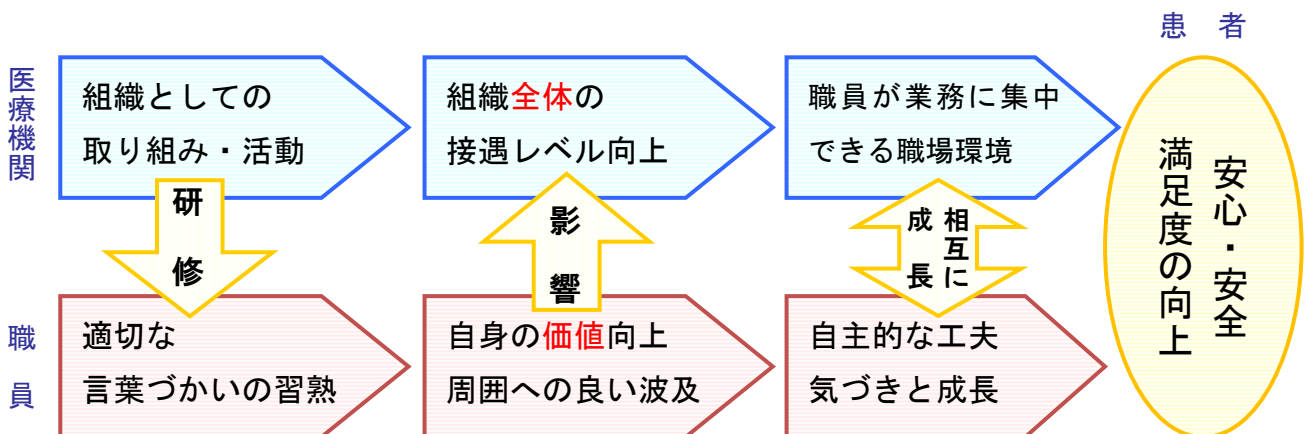 患者
医療機関
組織としての
取り組み・活動
組織全体の
接遇レベル向上
職員が業務に集中
できる職場環境
研修
影響
相互に
成長
職員
適切な
言葉づかいの習熟
自身の価値向上
周囲への良い波及
自主的な工夫
気づきと成長
安心・安全
満足度の向上